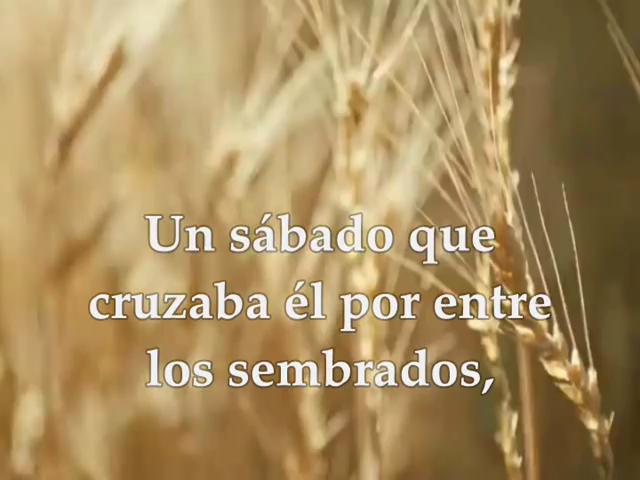 Un sábado que
cruzaba él por entre
los sembrados,